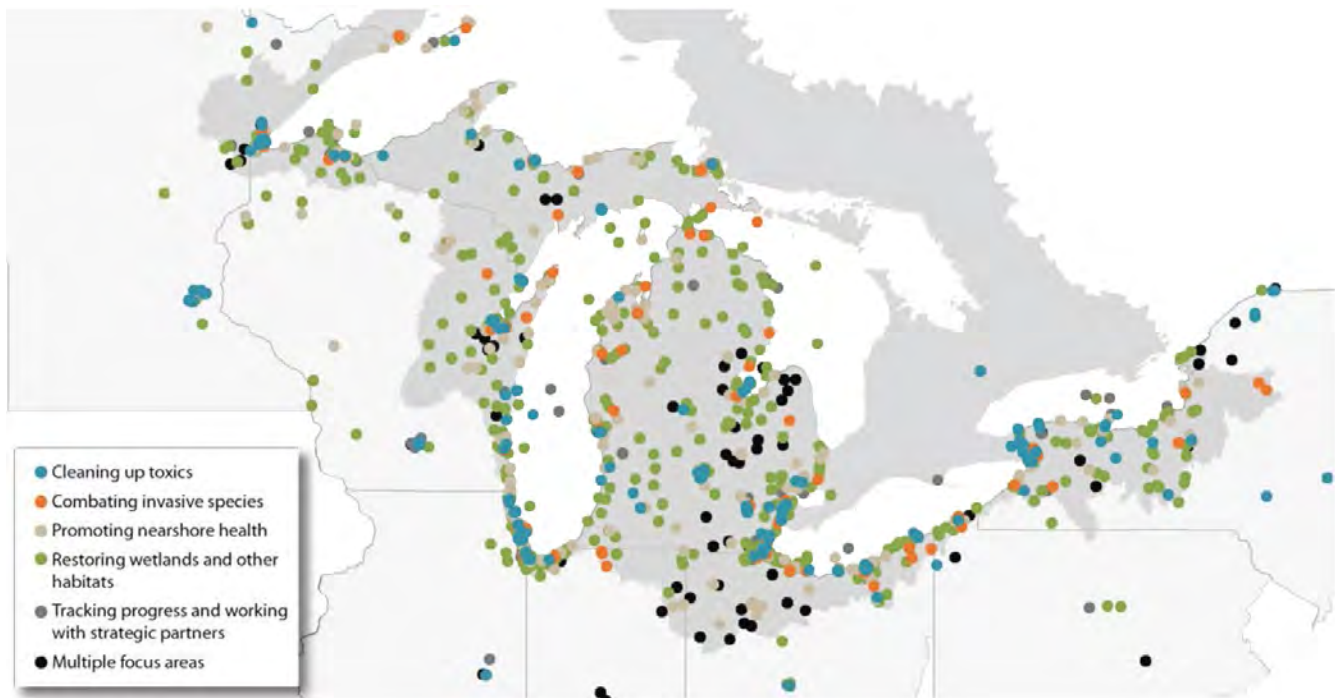 Cleaning up toxics
Combating invasive species
Promoting nearshore health
Restoring wetlands and other
habitats
Tracking progress and working
with strategic partners
Multiple focus areas